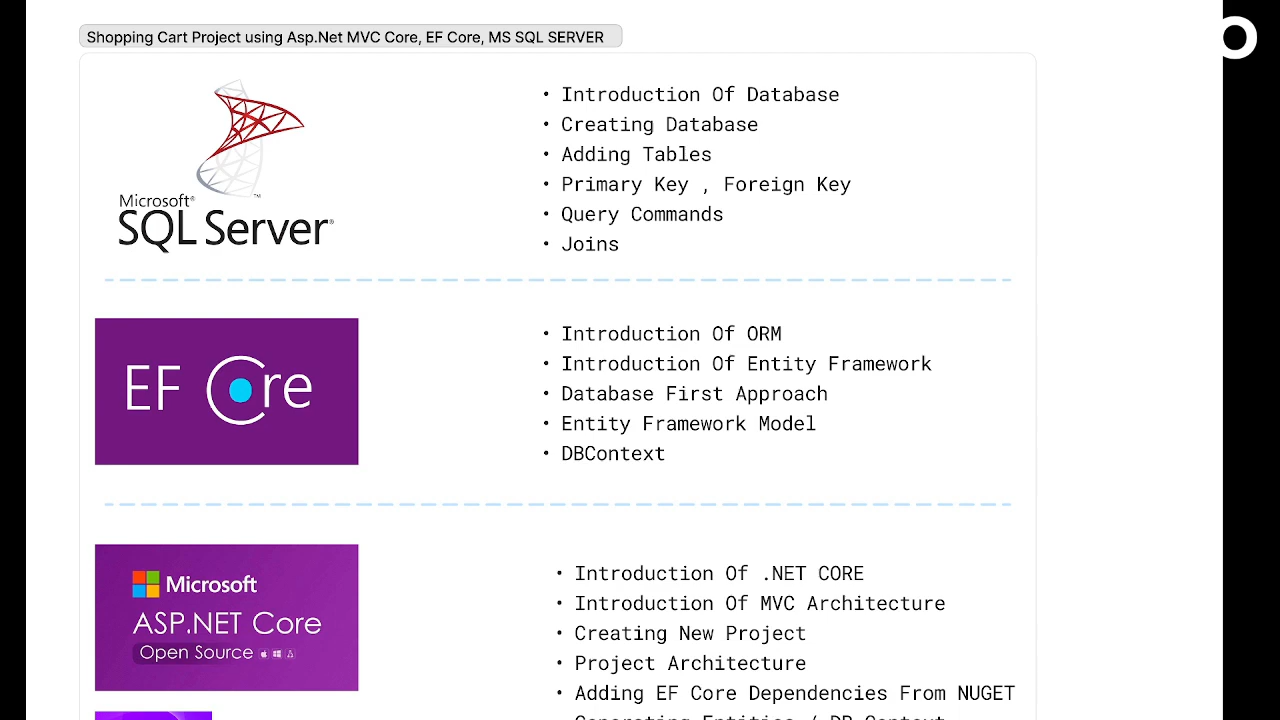 Shopping Cart Project using Asp.Net MVC Core, EF Core, MS SQL SERVER
Microsoft®
SQL Server®
• Introduction Of Database
• Creating Database
• Adding Tables
• Primary Key , Foreign Key
• Query Commands
• Joins
EF Core
• Introduction Of ORM
• Introduction Of Entity Framework
• Database First Approach
• Entity Framework Model
• DBContext
Microsoft
ASP.NET Core
Open Source
• Introduction Of .NET CORE
• Introduction Of MVC Architecture
• Creating New Project
• Project Architecture
• Adding EF Core Dependencies From NUGET